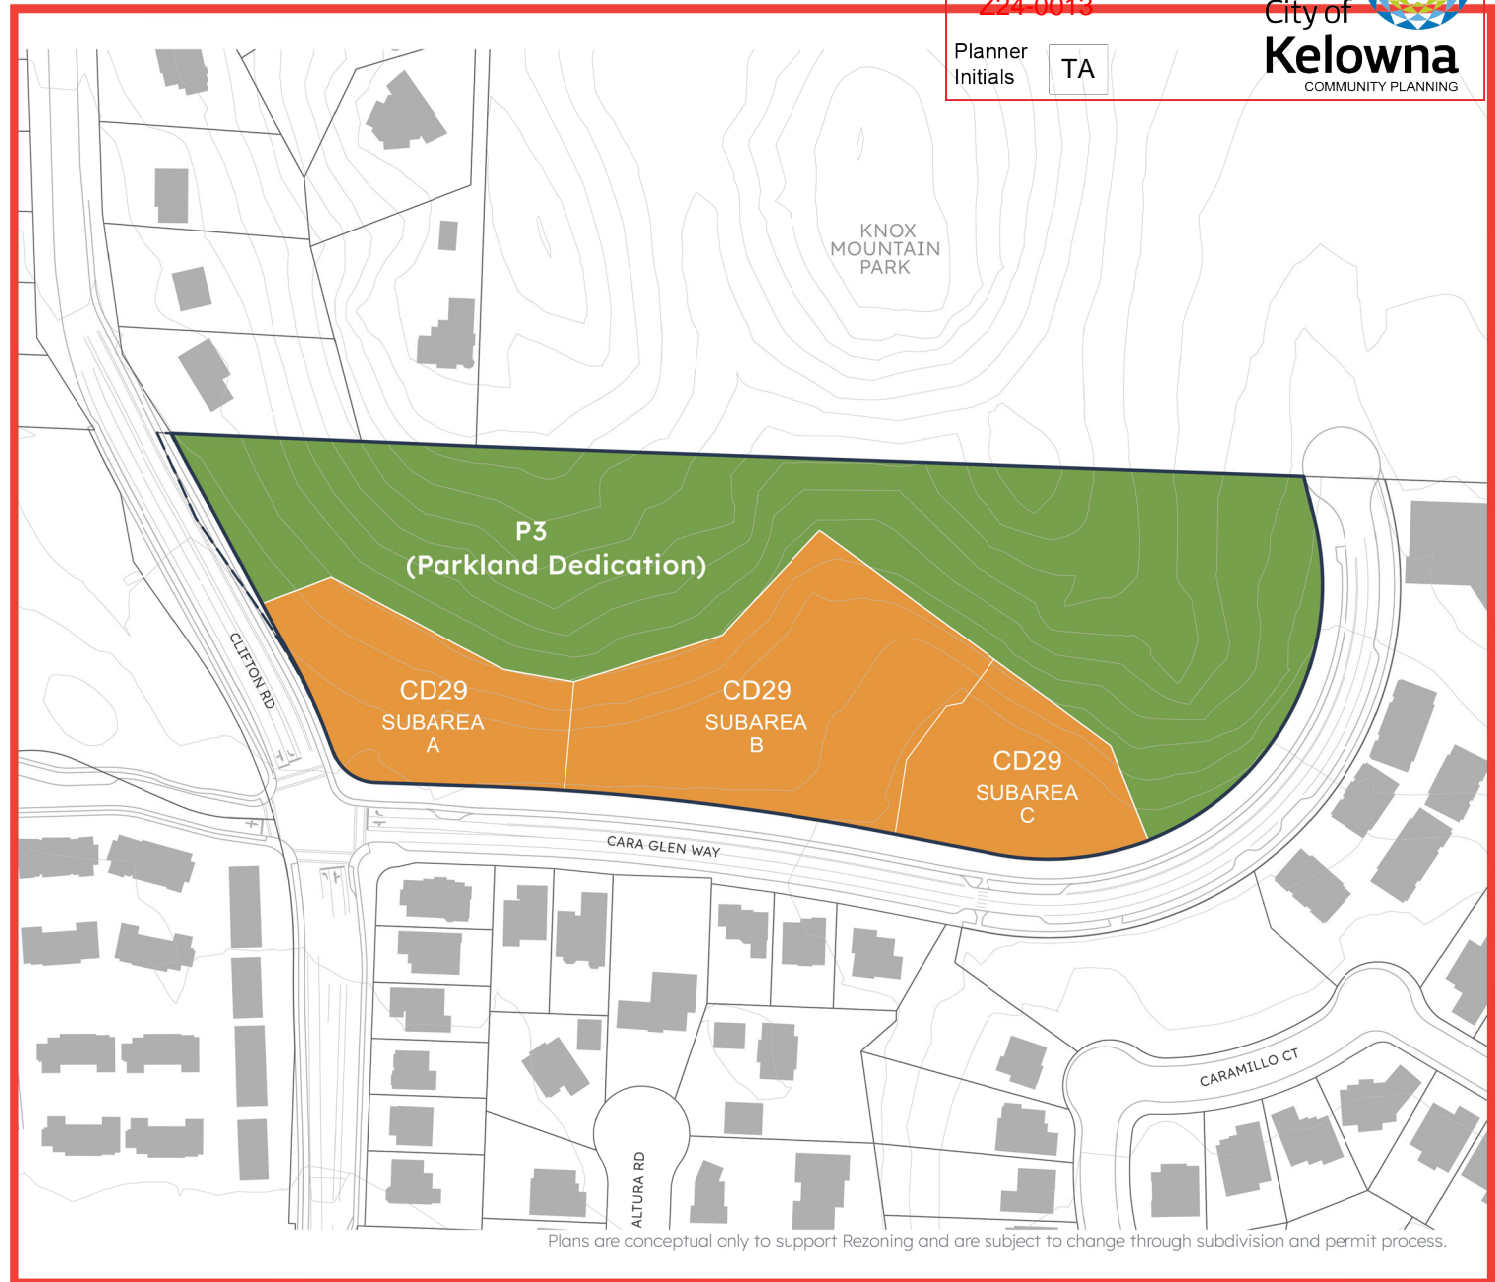 Z24-0013
City of
Kelowna
COMMUNITY PLANNING
Planner
Initials
TA
KNOX
MOUNTAIN
PARK
P3
(Parkland Dedication)
CLIFTON RD
CD29
SUBAREA
A
CD29
SUBAREA
B
CD29
SUBAREA
C
CARA GLEN WAY
CARAMILLO CT
ALTURA RD
Plans are conceptual only to support Rezoning and are subject to change through subdivision and permit process.